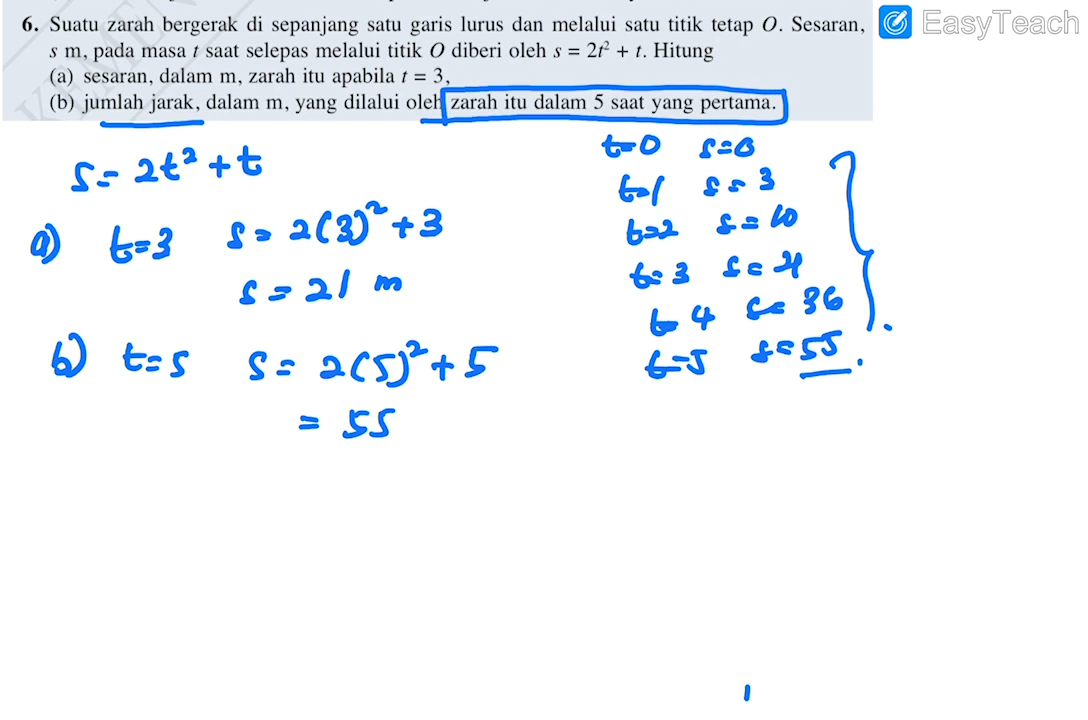 6. Suatu zarah bergerak di sepanjang satu garis lurus dan melalui satu titik tetap O. Sesaran,
s m, pada masa t saat selepas melalui titik O diberi oleh s = 2t² + t. Hitung
(a) sesaran, dalam m, zarah itu apabila t = 3,
(b) jumlah jarak, dalam m, yang dilalui oleh zarah itu dalam 5 saat yang pertama.
EasyTeach
s = 2t² + t
a) t=3 s = 2(3)² + 3
s = 21 m
b) t=5 s = 2(5)² + 5
= 55
t=0 s=0
t=1 s=3
t=2 s=10
t=3 s=21
t=4 s=36
t=5 s=55.